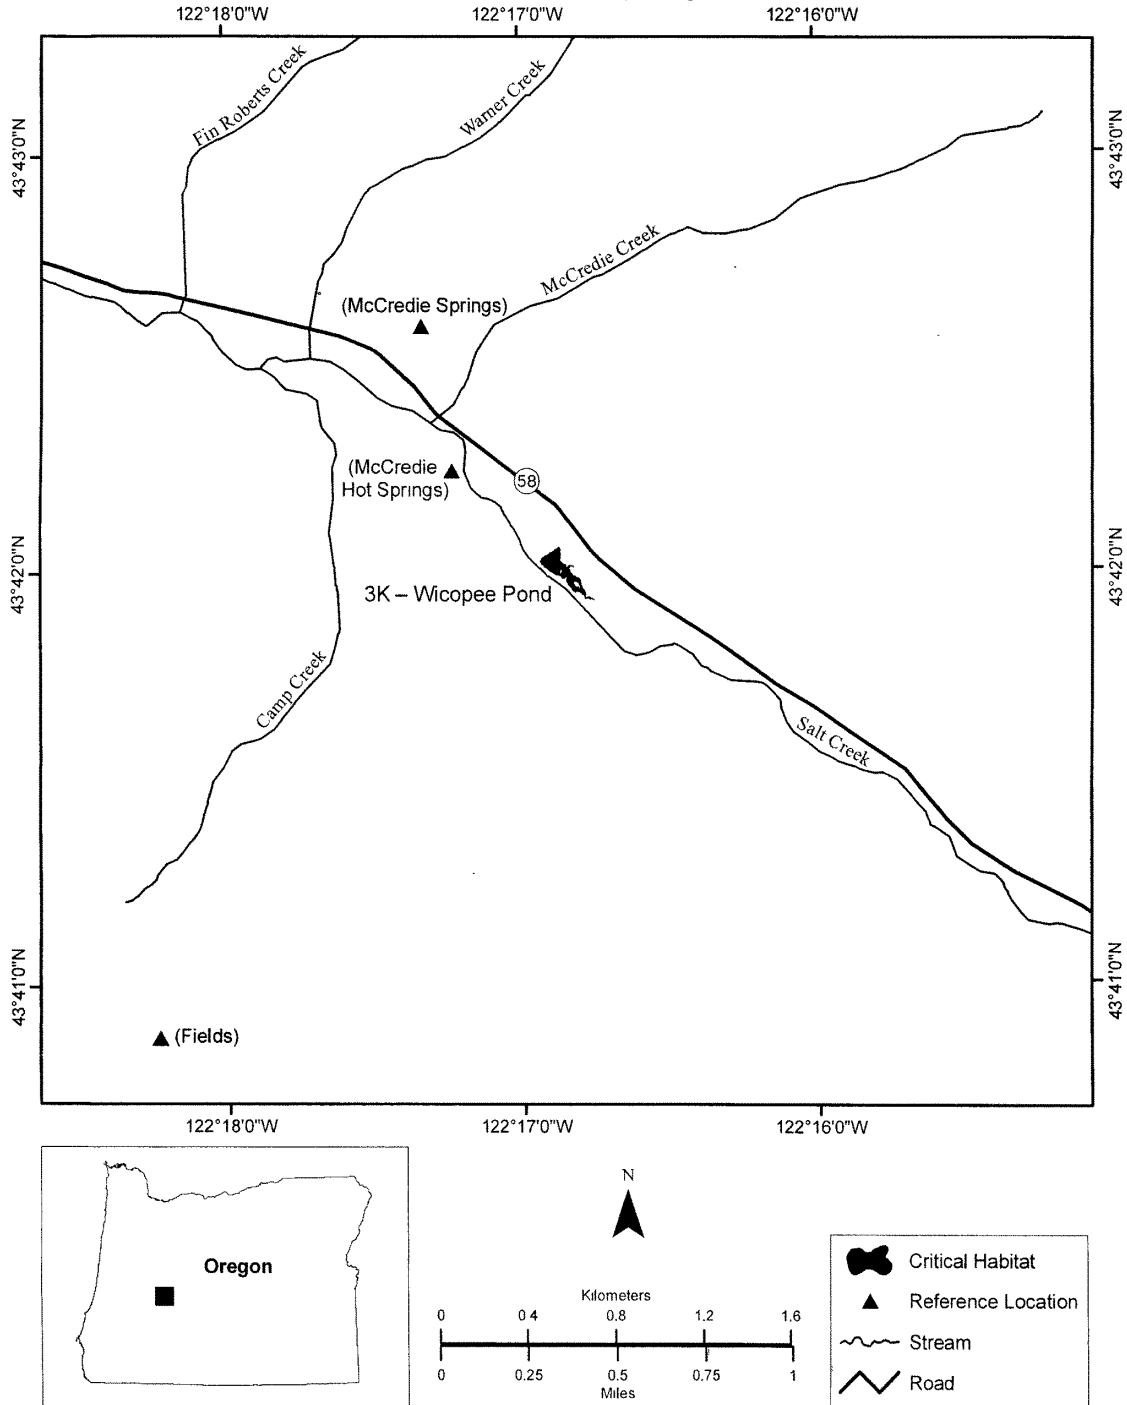 122°18'0"W
122°17'0"W
122°16'0"W
Fin Roberts Creek
Warner Creek
43°43'0"N
43°43'0"N
McCredie Creek
(McCredie Springs)
(McCredie
Hot Springs)
58
43°42'0"N
43°42'0"N
3K – Wicopee Pond
Camp Creek
Salt Creek
43°41'0"N
43°41'0"N
(Fields)
122°18'0"W
122°17'0"W
122°16'0"W
Oregon
N
Kilometers
0 0.4 0.8 1.2 1.6
0 0.25 0.5 0.75 1
Miles
Critical Habitat
Reference Location
Stream
Road